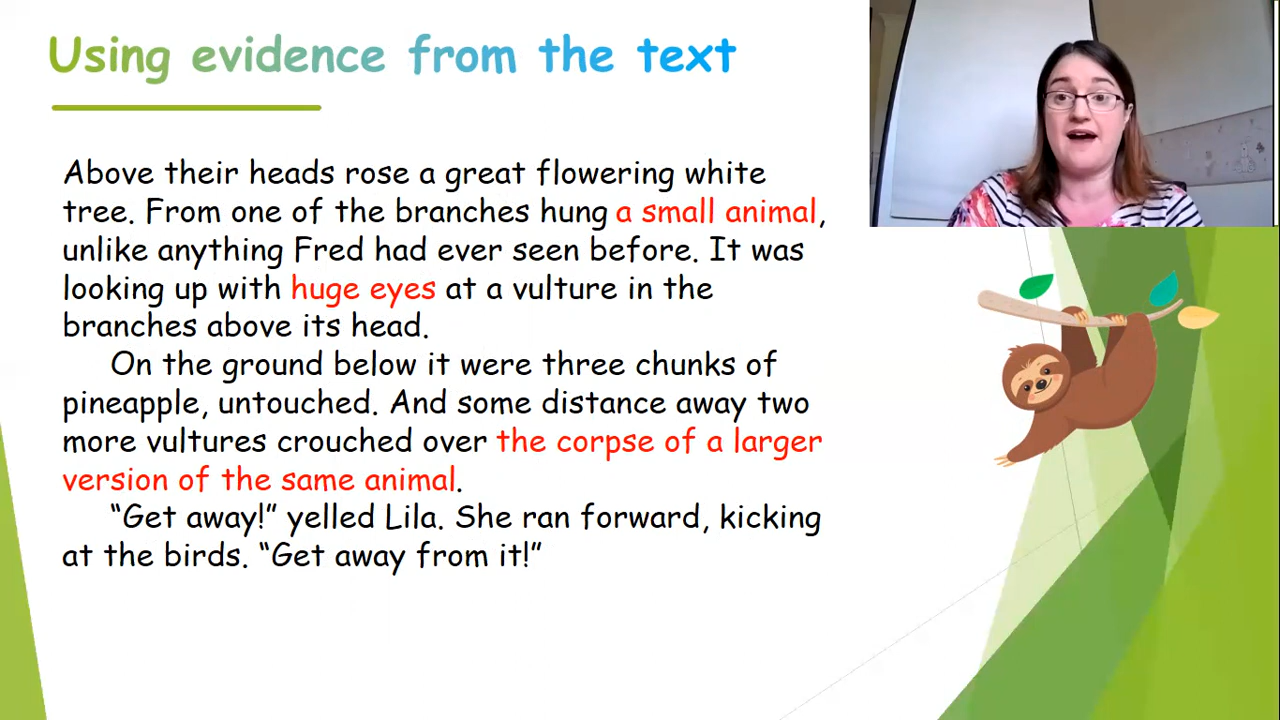 Using evidence from the text
Above their heads rose a great flowering white
tree. From one of the branches hung a small animal,
unlike anything Fred had ever seen before. It was
looking up with huge eyes at a vulture in the
branches above its head.
On the ground below it were three chunks of
pineapple, untouched. And some distance away two
more vultures crouched over the corpse of a larger
version of the same animal.
“Get away!” yelled Lila. She ran forward, kicking
at the birds. “Get away from it!”